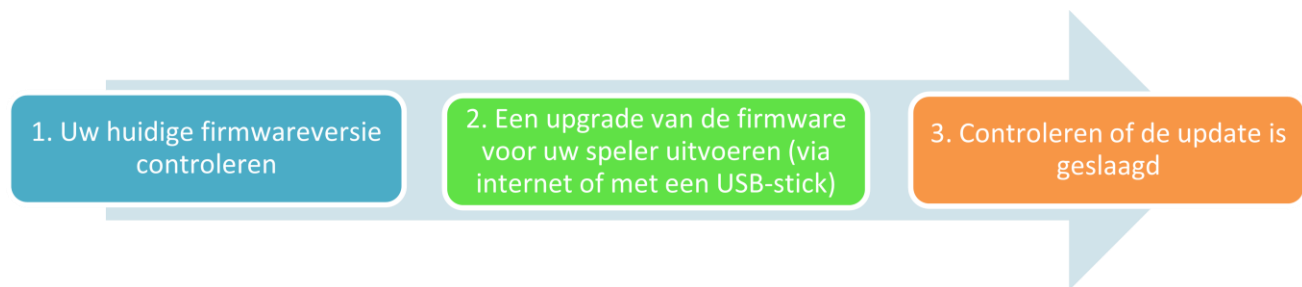 1. Uw huidige firmwareversie
controleren
2. Een upgrade van de firmware
voor uw speler uitvoeren (via
internet of met een USB-stick)
3. Controleren of de update is
geslaagd